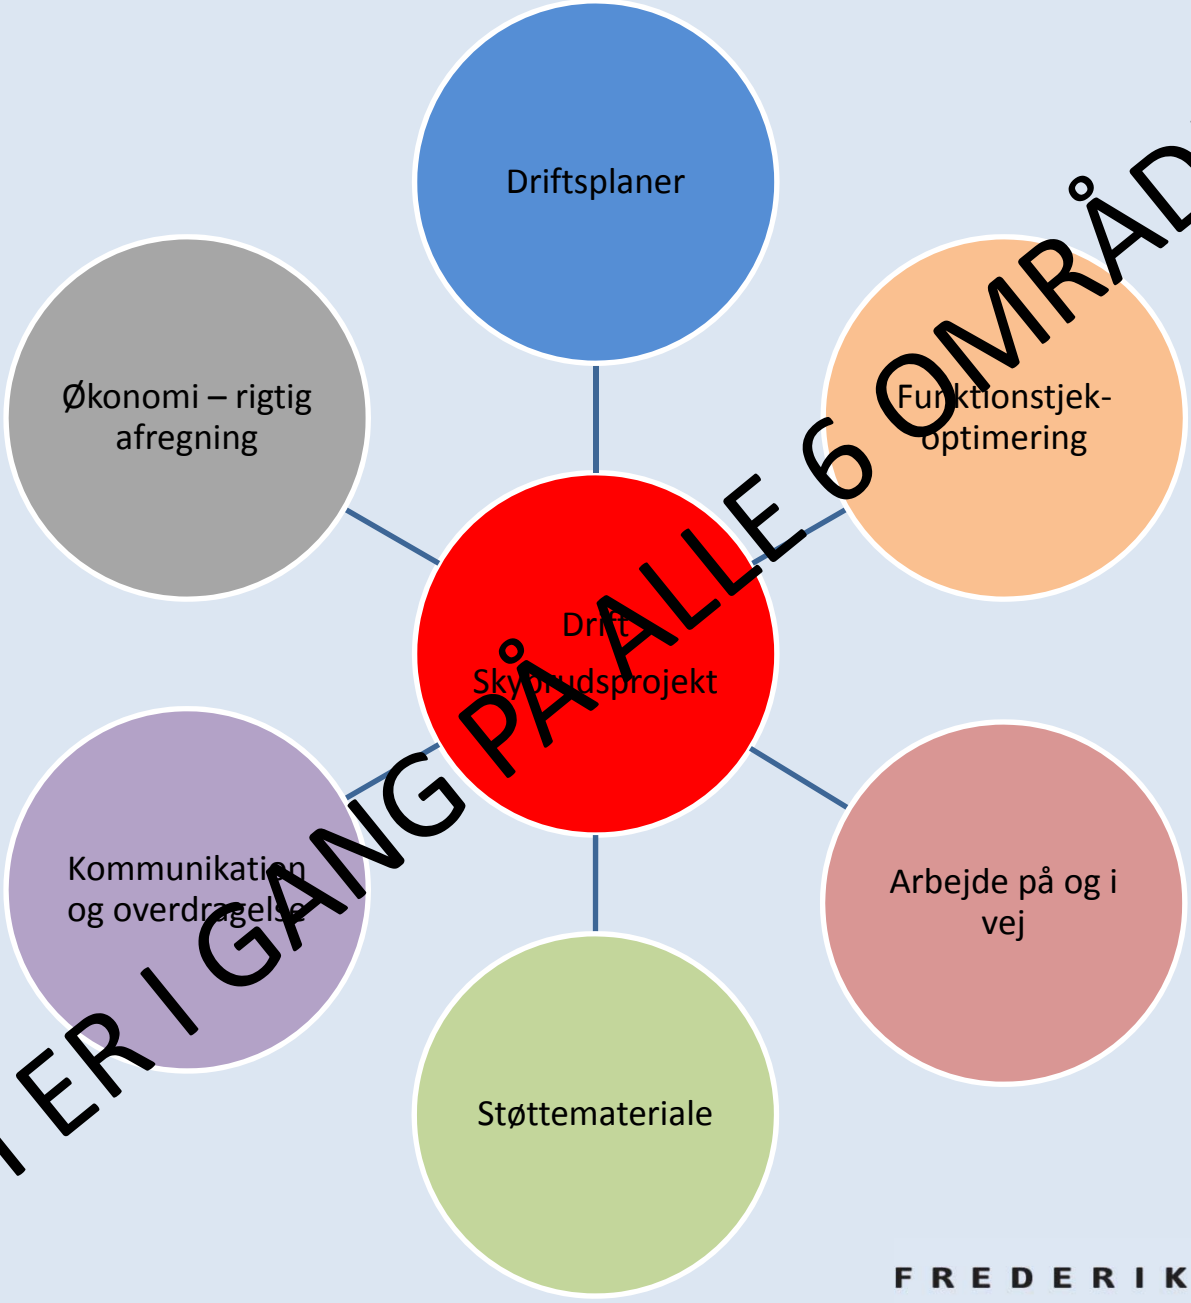 Driftsplaner
Økonomi – rigtig
afregning
Funktionstjek-
optimering
Drift
Skybrudsprojekt
Kommunikation
og overdragelse
Arbejde på og i
vej
Støttemateriale
ER I GANG PÅ ALLE 6 OMRÅD
FREDERIK